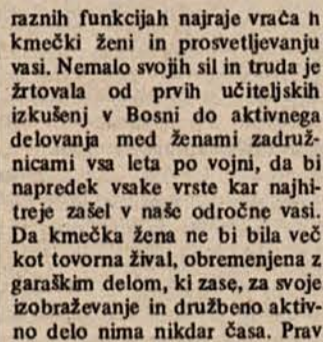 raznih funkcijah najraje vrača h
kmečki ženi in prosvetljevanju
vasi. Nemalo svojih sil in truda je
žrtovala od prvih učiteljskih
izkušenj v Bosni do aktivnega
delovanja med ženami zadruž-
nicami vsa leta po vojni, da bi
napredek vsake vrste kar najhi-
treje zašel v naše odročne vasi.
Da kmečka žena ne bi bila več
kot tovorna žival, obremenjena z
garaškim delom, ki zase, za svoje
izobraževanje in družbeno aktiv-
no delo nima nikdar časa. Prav